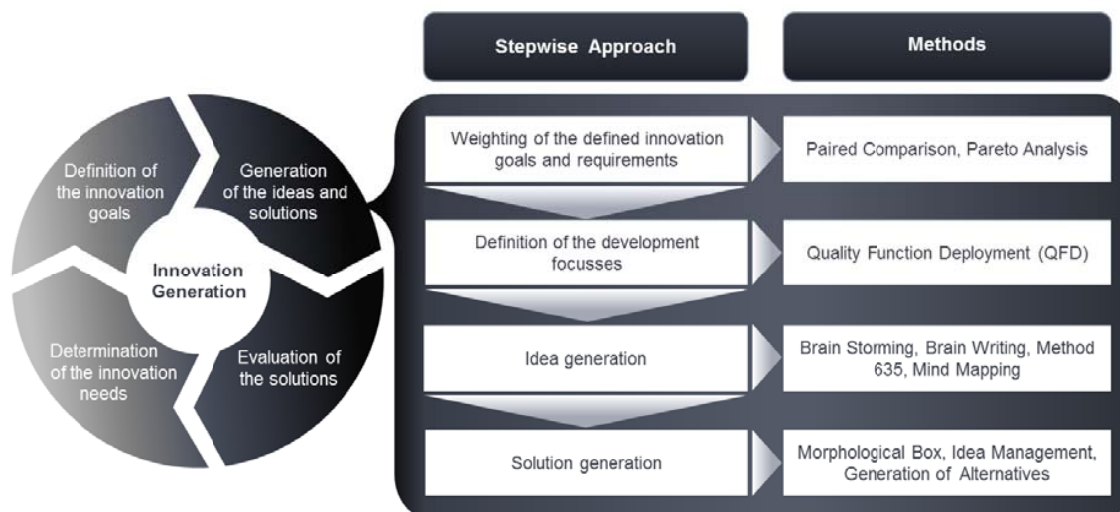 Stepwise Approach
Methods
Definition of
the innovation
goals
Generation
of the ideas and
solutions
Innovation
Generation
Determination
of the innovation
needs
Evaluation of
the solutions
Weighting of the defined innovation
goals and requirements
Paired Comparison, Pareto Analysis
Definition of the development
focusses
Quality Function Deployment (QFD)
Idea generation
Brain Storming, Brain Writing, Method
635, Mind Mapping
Solution generation
Morphological Box, Idea Management,
Generation of Alternatives